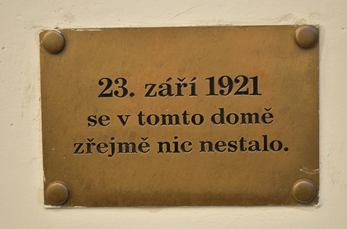 23. září 1921
se v tomto domě
zřejmě nic nestalo.